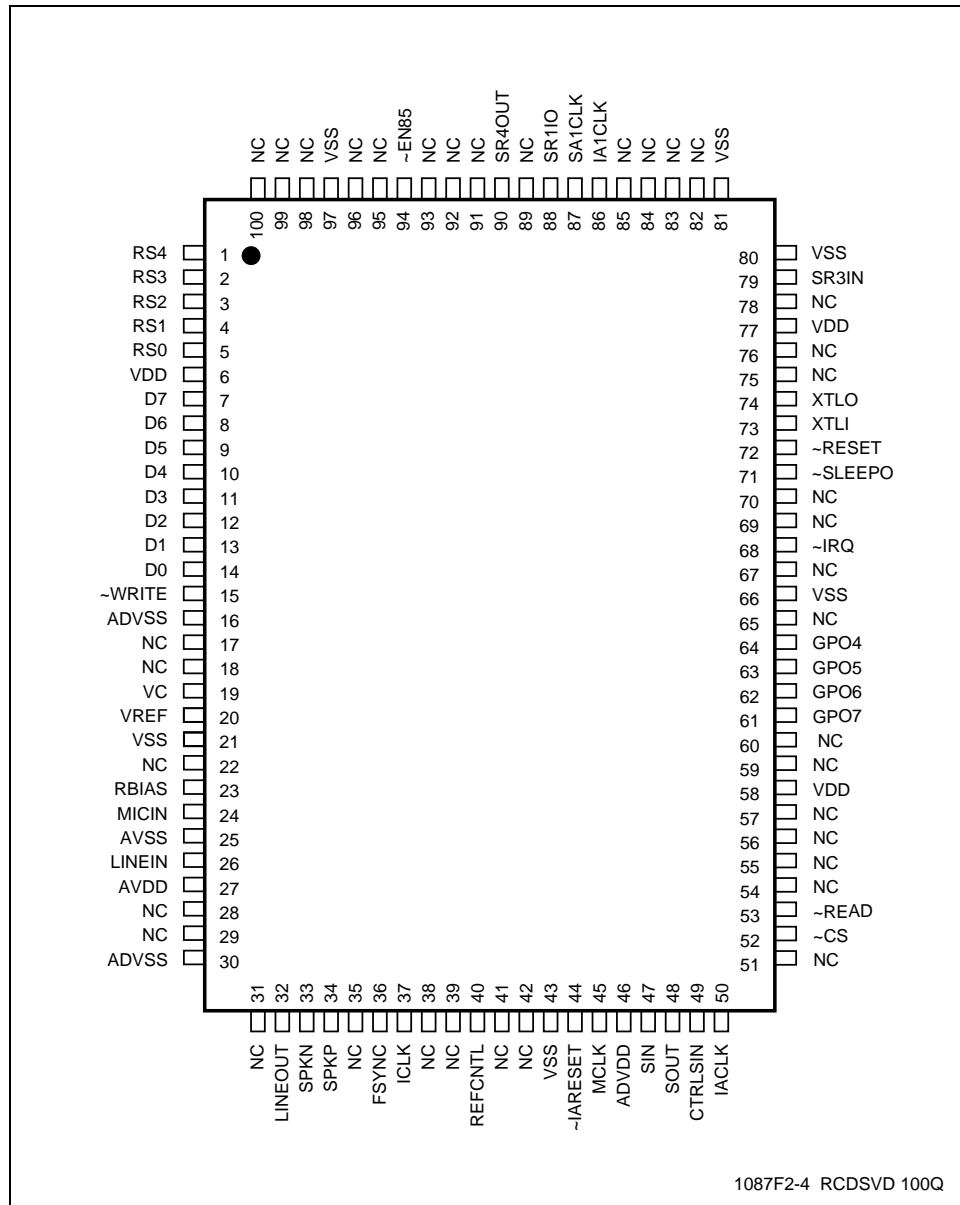 NC NC NC VSS NC NC ~EN85 NC NC NC SR4OUT NC SR1IO SA1CLK IA1CLK NC NC NC NC VSS
100 99 98 97 96 95 94 93 92 91 90 89 88 87 86 85 84 83 82 81
RS4 1 80 VSS
RS3 2 79 SR3IN
RS2 3 78 NC
RS1 4 77 VDD
RS0 5 76 NC
VDD 6 75 NC
D7 7 74 XTLO
D6 8 73 XTLI
D5 9 72 ~RESET
D4 10 71 ~SLEEPO
D3 11 70 NC
D2 12 69 NC
D1 13 68 ~IRQ
D0 14 67 NC
~WRITE 15 66 VSS
ADVSS 16 65 NC
NC 17 64 GPO4
NC 18 63 GPO5
VC 19 62 GPO6
VREF 20 61 GPO7
VSS 21 60 NC
NC 22 59 NC
RBIAS 23 58 VDD
MICIN 24 57 NC
AVSS 25 56 NC
LINEIN 26 55 NC
AVDD 27 54 NC
NC 28 53 ~READ
NC 29 52 ~CS
ADVSS 30 51 NC
31 32 33 34 35 36 37 38 39 40 41 42 43 44 45 46 47 48 49 50
NC LINEOUT SPKN SPKP NC FSYNC ICLK NC NC REFCNTL NC NC VSS ~IARESET MCLK ADVDD SIN SOUT CTRLSIN IACLK
1087F2-4 RCDSVD 100Q